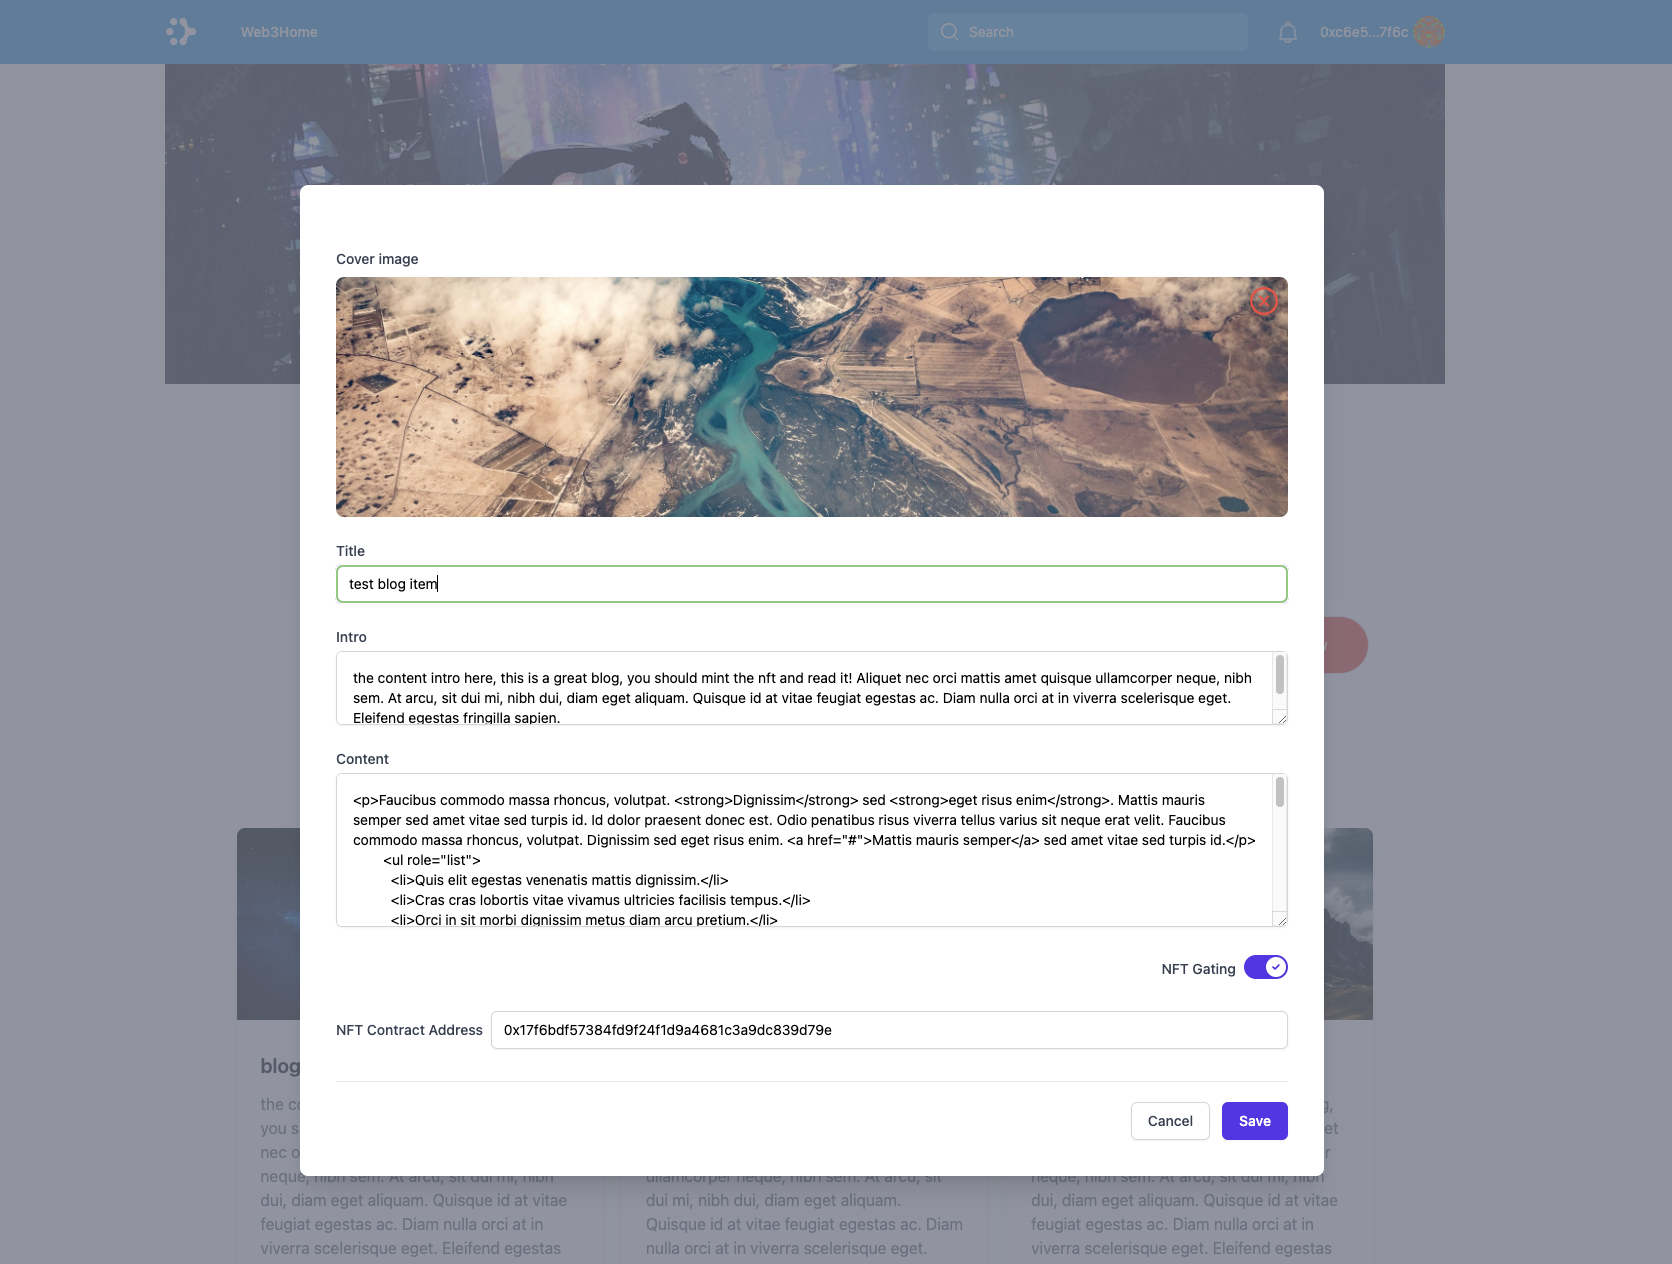 Web3Home
Search
0xc6e5...7f6c
Cover image
Title
test blog item
Intro
the content intro here, this is a great blog, you should mint the nft and read it! Aliquet nec orci mattis amet quisque ullamcorper neque, nibh
sem. At arcu, sit dui mi, nibh dui, diam eget aliquam. Quisque id at vitae feugiat egestas ac. Diam nulla orci at in viverra scelerisque eget.
Eleifend egestas fringilla sapien.
Content
<p>Faucibus commodo massa rhoncus, volutpat. <strong>Dignissim</strong> sed <strong>eget risus enim</strong>. Mattis mauris
semper sed amet vitae sed turpis id. Id dolor praesent donec est. Odio penatibus risus viverra tellus varius sit neque erat velit. Faucibus
commodo massa rhoncus, volutpat. Dignissim sed eget risus enim. <a href="#">Mattis mauris semper</a> sed amet vitae sed turpis id.</p>
<ul role="list">
<li>Quis elit egestas venenatis mattis dignissim.</li>
<li>Cras cras lobortis vitae vivamus ultricies facilisis tempus.</li>
<li>Orci in sit morbi dignissim metus diam arcu pretium.</li>
NFT Gating
NFT Contract Address
0x17f6bdf57384fd9f24f1d9a4681c3a9dc839d79e
Cancel
Save
blog
the co
you s
nec o
neque, nibh sem. At arcu, sit dui mi, nibh
dui, diam eget aliquam. Quisque id at vitae
feugiat egestas ac. Diam nulla orci at in
viverra scelerisque eget. Eleifend egestas
ullamcorper neque, nibh sem. At arcu, sit
dui mi, nibh dui, diam eget aliquam.
Quisque id at vitae feugiat egestas ac. Diam
nulla orci at in viverra scelerisque eget.
et
r
neque, nibh sem. At arcu, sit dui mi, nibh
dui, diam eget aliquam. Quisque id at vitae
feugiat egestas ac. Diam nulla orci at in
viverra scelerisque eget. Eleifend egestas